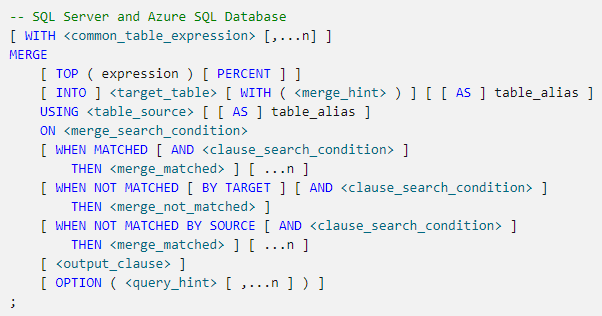 -- SQL Server and Azure SQL Database
[ WITH <common_table_expression> [,...n] ]
MERGE
    [ TOP ( expression ) [ PERCENT ] ]
    [ INTO ] <target_table> [ WITH ( <merge_hint> ) ] [ [ AS ] table_alias ]
    USING <table_source> [ [ AS ] table_alias ]
    ON <merge_search_condition>
    [ WHEN MATCHED [ AND <clause_search_condition> ]
        THEN <merge_matched> ] [ ...n ]
    [ WHEN NOT MATCHED [ BY TARGET ] [ AND <clause_search_condition> ]
        THEN <merge_not_matched> ]
    [ WHEN NOT MATCHED BY SOURCE [ AND <clause_search_condition> ]
        THEN <merge_matched> ] [ ...n ]
    [ <output_clause> ]
    [ OPTION ( <query_hint> [ ,...n ] ) ]
;